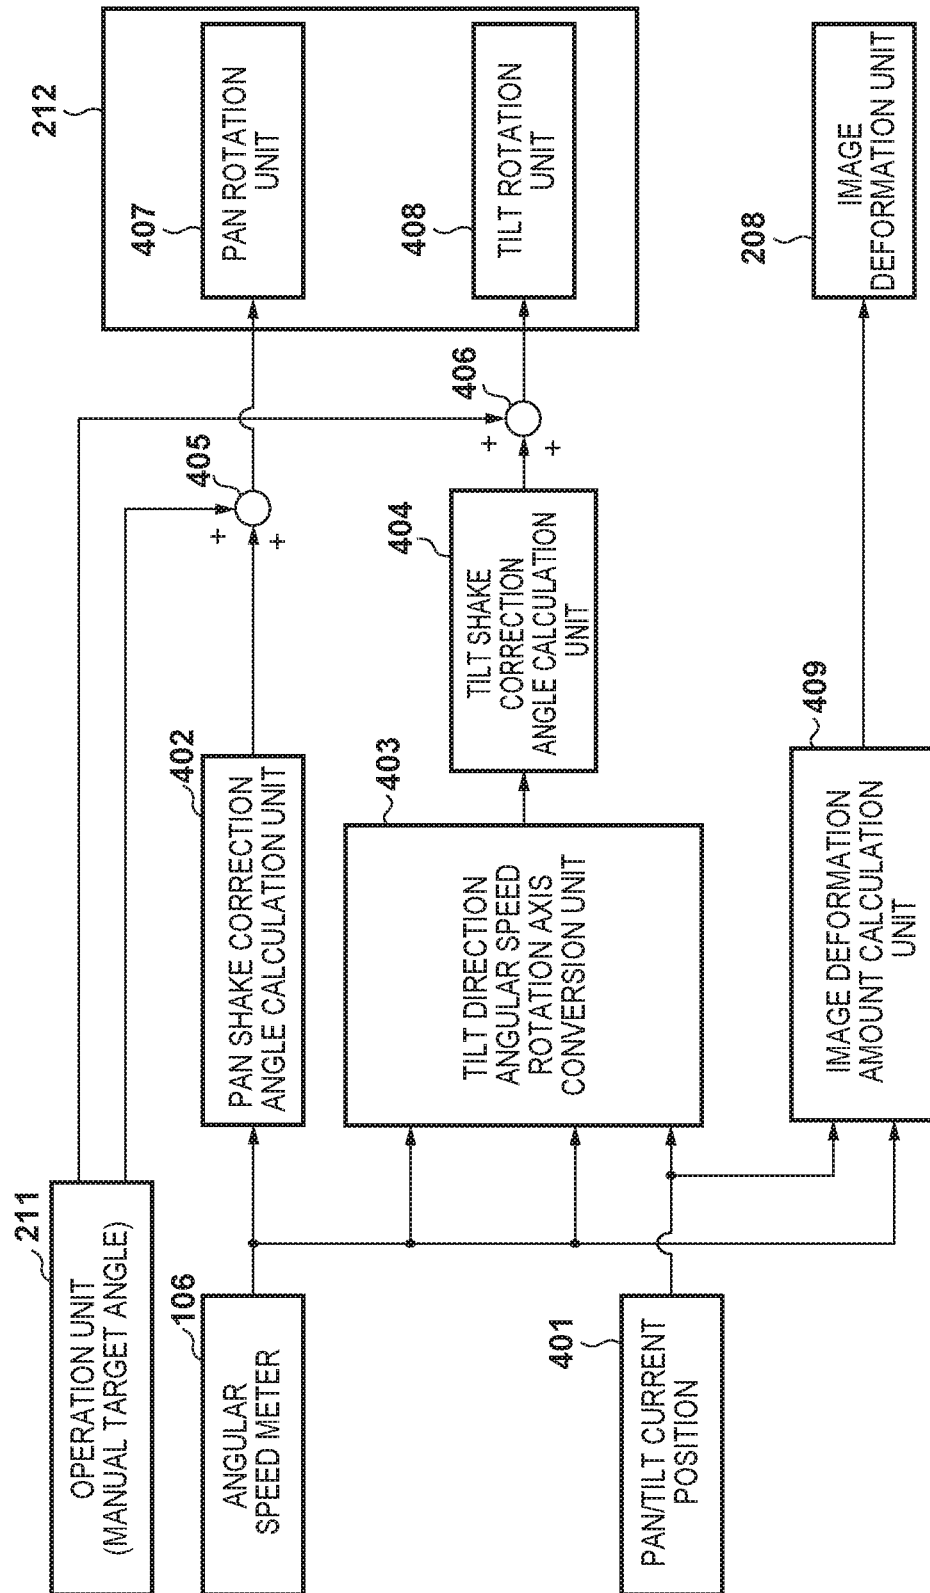 211
OPERATION UNIT
(MANUAL TARGET ANGLE)
106
ANGULAR
SPEED METER
401
PAN/TILT CURRENT
POSITION
402
PAN SHAKE CORRECTION
ANGLE CALCULATION UNIT
403
TILT DIRECTION
ANGULAR SPEED
ROTATION AXIS
CONVERSION UNIT
409
IMAGE DEFORMATION
AMOUNT CALCULATION
UNIT
404
TILT SHAKE
CORRECTION
ANGLE CALCULATION
UNIT
405
+
+
406
+
+
212
407
PAN ROTATION
UNIT
408
TILT ROTATION
UNIT
208
IMAGE
DEFORMATION UNIT